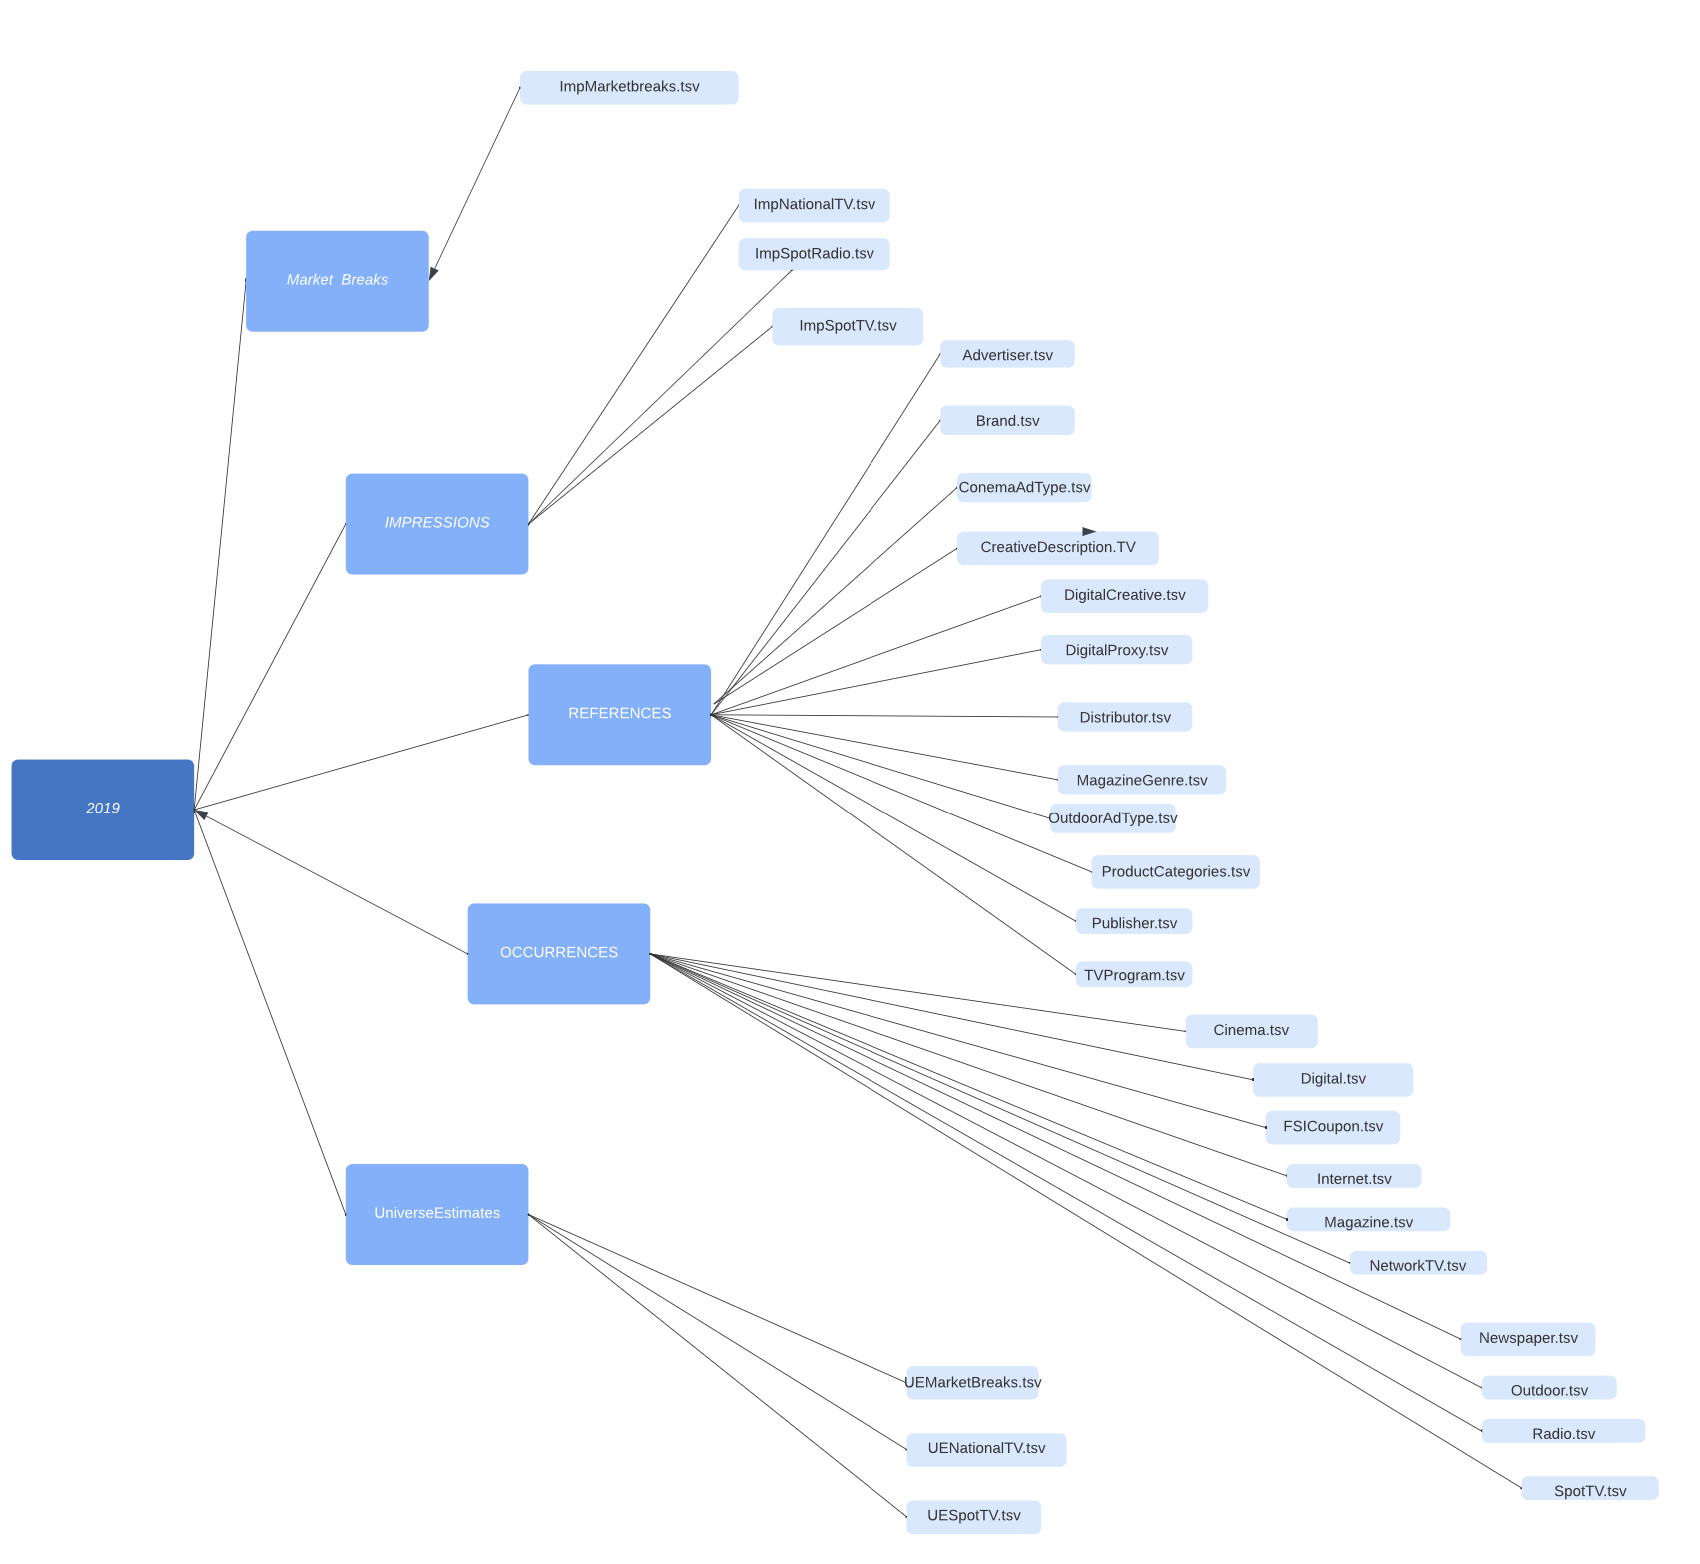 ImpMarketbreaks.tsv
ImpNationalTV.tsv
ImpSpotRadio.tsv
Market  Breaks
ImpSpotTV.tsv
Advertiser.tsv
Brand.tsv
ConemaAdType.tsv
IMPRESSIONS
CreativeDescription.TV
DigitalCreative.tsv
DigitalProxy.tsv
REFERENCES
Distributor.tsv
MagazineGenre.tsv
2019
OutdoorAdType.tsv
ProductCategories.tsv
Publisher.tsv
OCCURRENCES
TVProgram.tsv
Cinema.tsv
Digital.tsv
FSICoupon.tsv
Internet.tsv
UniverseEstimates
Magazine.tsv
NetworkTV.tsv
Newspaper.tsv
UEMarketBreaks.tsv
Outdoor.tsv
Radio.tsv
UENationalTV.tsv
SpotTV.tsv
UESpotTV.tsv